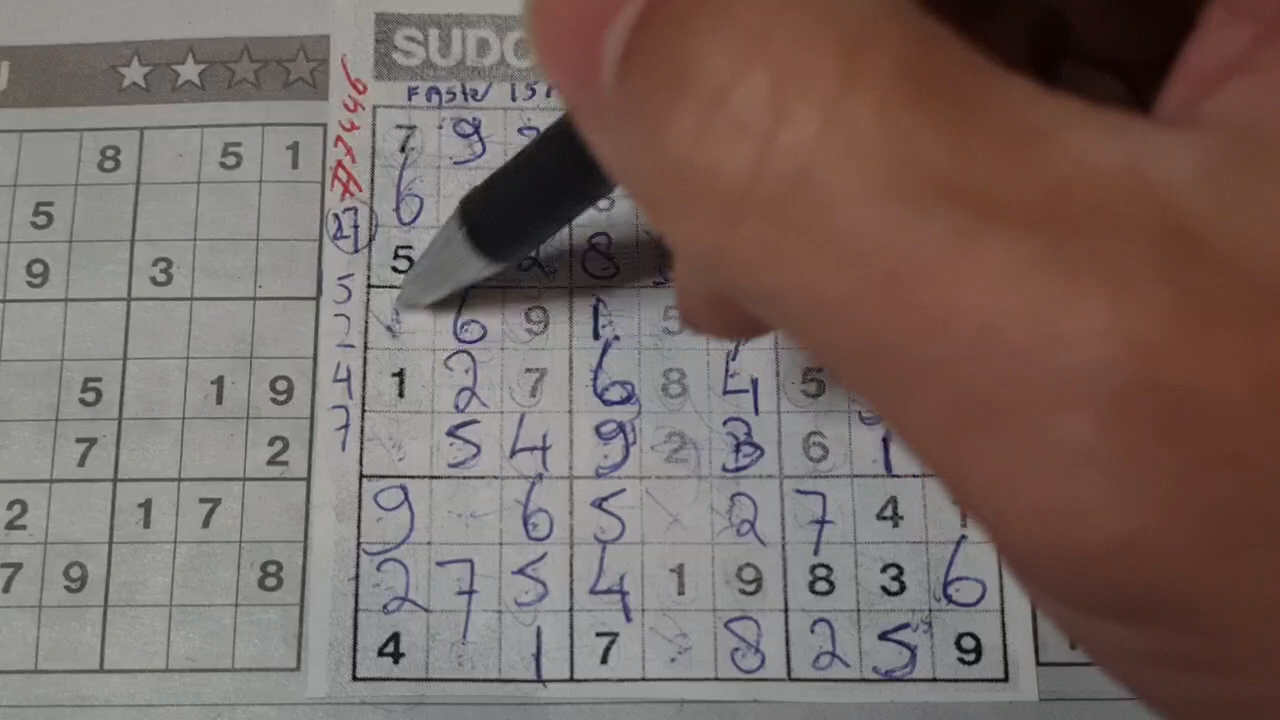 SUDO
FASter 15
#77446
27
5
4
7
8 5 1
5
9 3
5 1 9
7 2
2 1 7
7 9 8
7 9
6
5 2 8
6 9 1 5
1 2 7 6 8 4 5
5 4 9 2 3 6 1
9 6 5 2 7 4 1
2 7 5 4 1 9 8 3 6
4 1 7 8 2 5 9